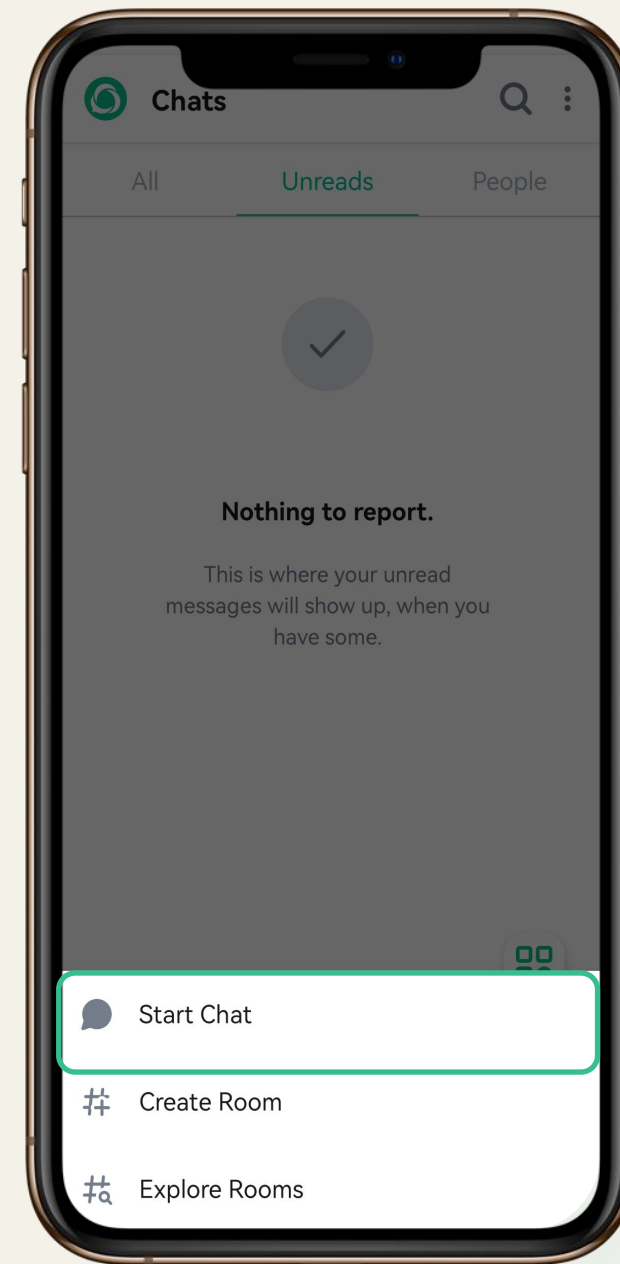 Chats
All Unreads People
Nothing to report.
This is where your unread
messages will show up, when you
have some.
Start Chat
Create Room
Explore Rooms